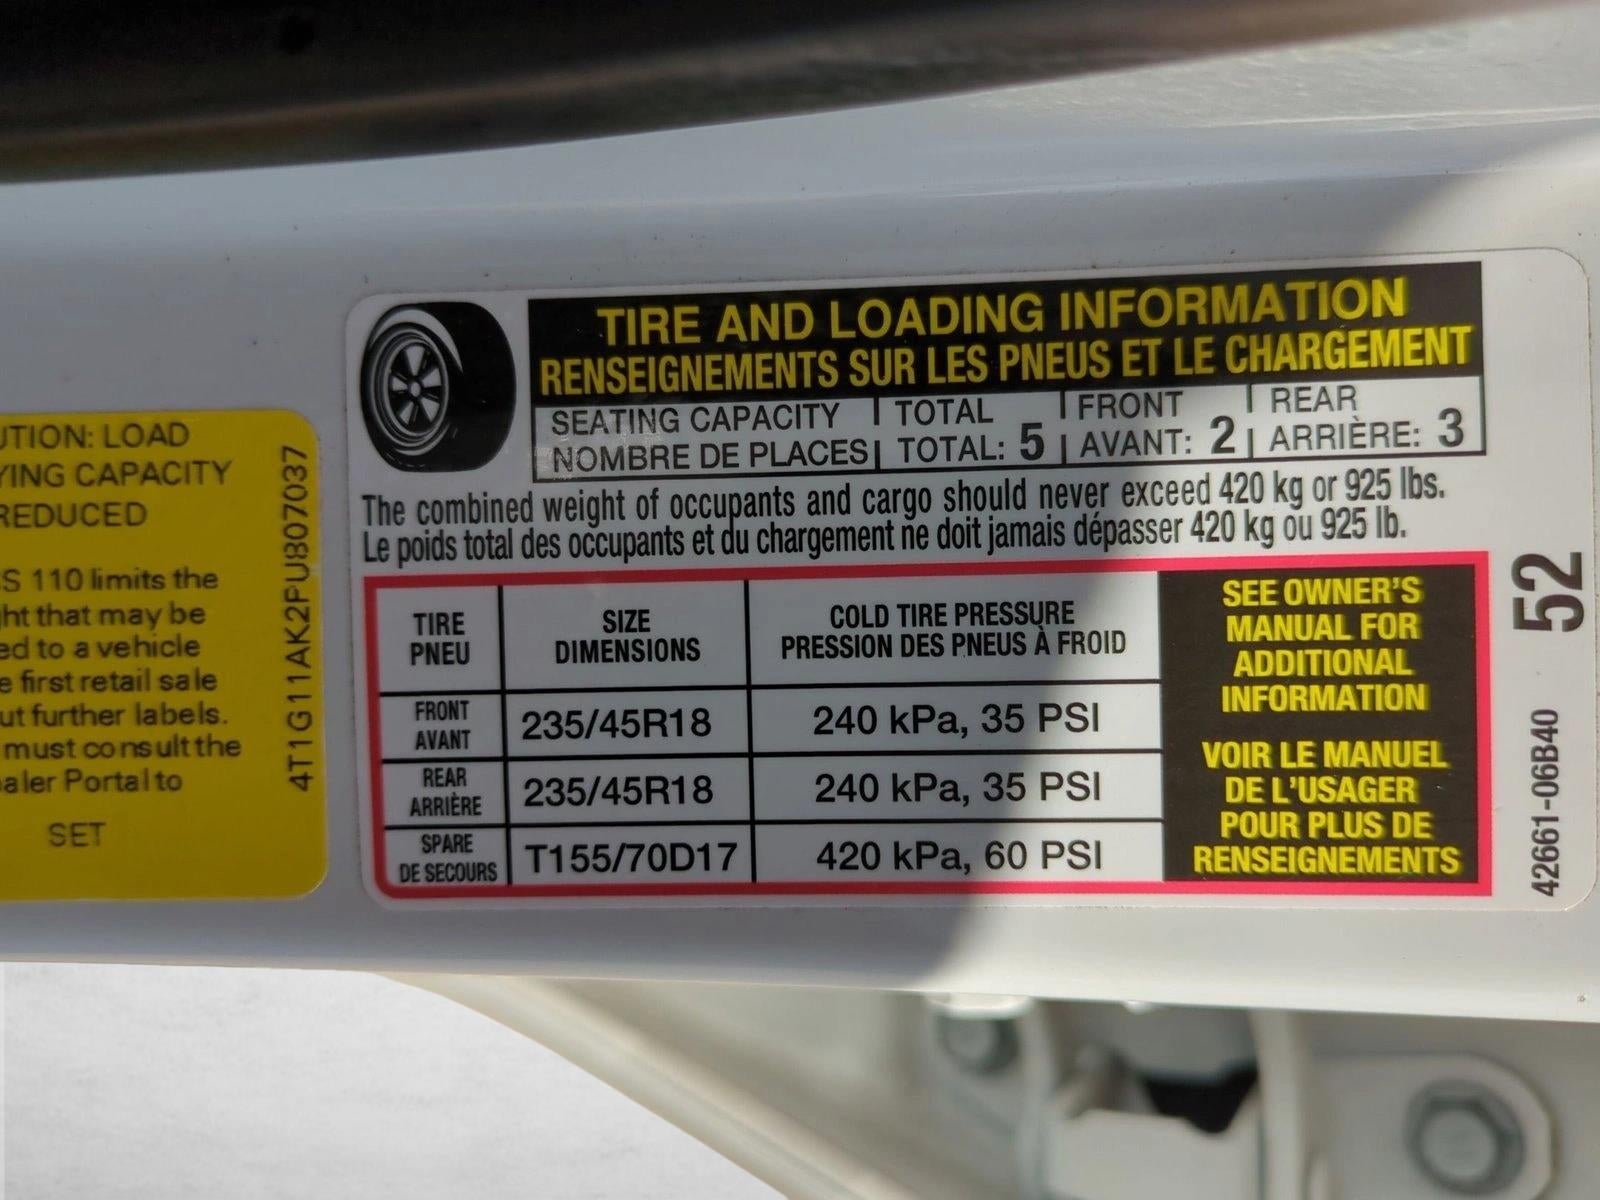 UTION: LOAD
YING CAPACITY
REDUCED
S 110 limits the
ht that may be
ed to a vehicle
e first retail sale
ut further labels.
must consult the
aler Portal to
SET
4T1G11AK2PU807037
TIRE AND LOADING INFORMATION
RENSEIGNEMENTS SUR LES PNEUS ET LE CHARGEMENT
SEATING CAPACITY TOTAL FRONT REAR
NOMBRE DE PLACES TOTAL: 5 AVANT: 2 ARRIÈRE: 3
The combined weight of occupants and cargo should never exceed 420 kg or 925 lbs.
Le poids total des occupants et du chargement ne doit jamais dépasser 420 kg ou 925 lb.
TIRE SIZE COLD TIRE PRESSURE
PNEU DIMENSIONS PRESSION DES PNEUS À FROID
FRONT
AVANT 235/45R18 240 kPa, 35 PSI
REAR
ARRIÈRE 235/45R18 240 kPa, 35 PSI
SPARE
DE SECOURS T155/70D17 420 kPa, 60 PSI
SEE OWNER'S
MANUAL FOR
ADDITIONAL
INFORMATION
VOIR LE MANUEL
DE L'USAGER
POUR PLUS DE
RENSEIGNEMENTS
52
42661-06B40